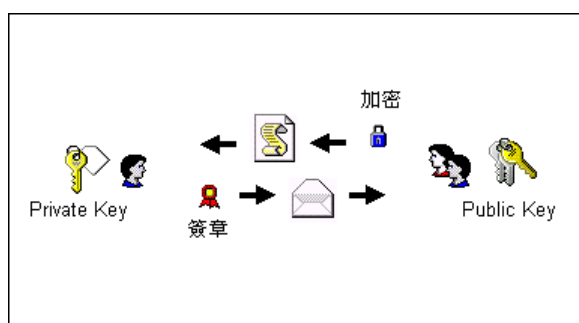 加密
Private Key
Public Key
簽章